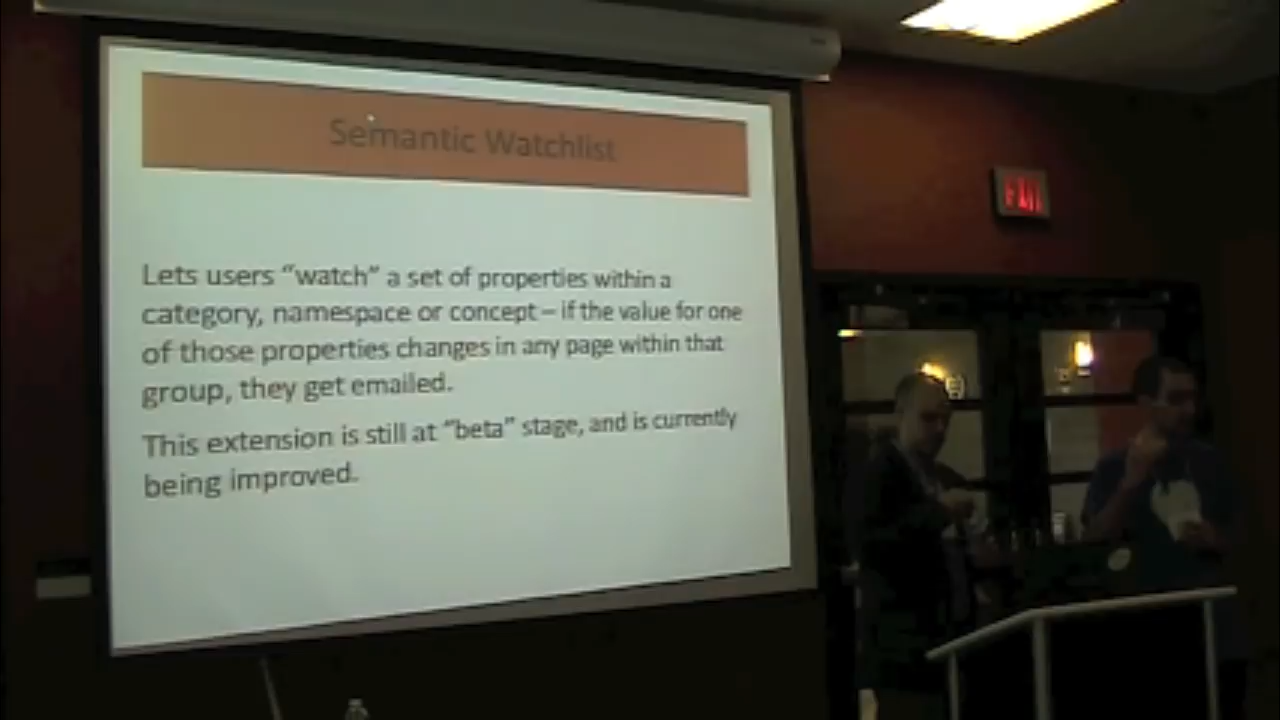 Semantic Watchlist
Lets users “watch” a set of properties within a
category, namespace or concept – if the value for one
of those properties changes in any page within that
group, they get emailed.
This extension is still at “beta” stage, and is currently
being improved.
EXIT